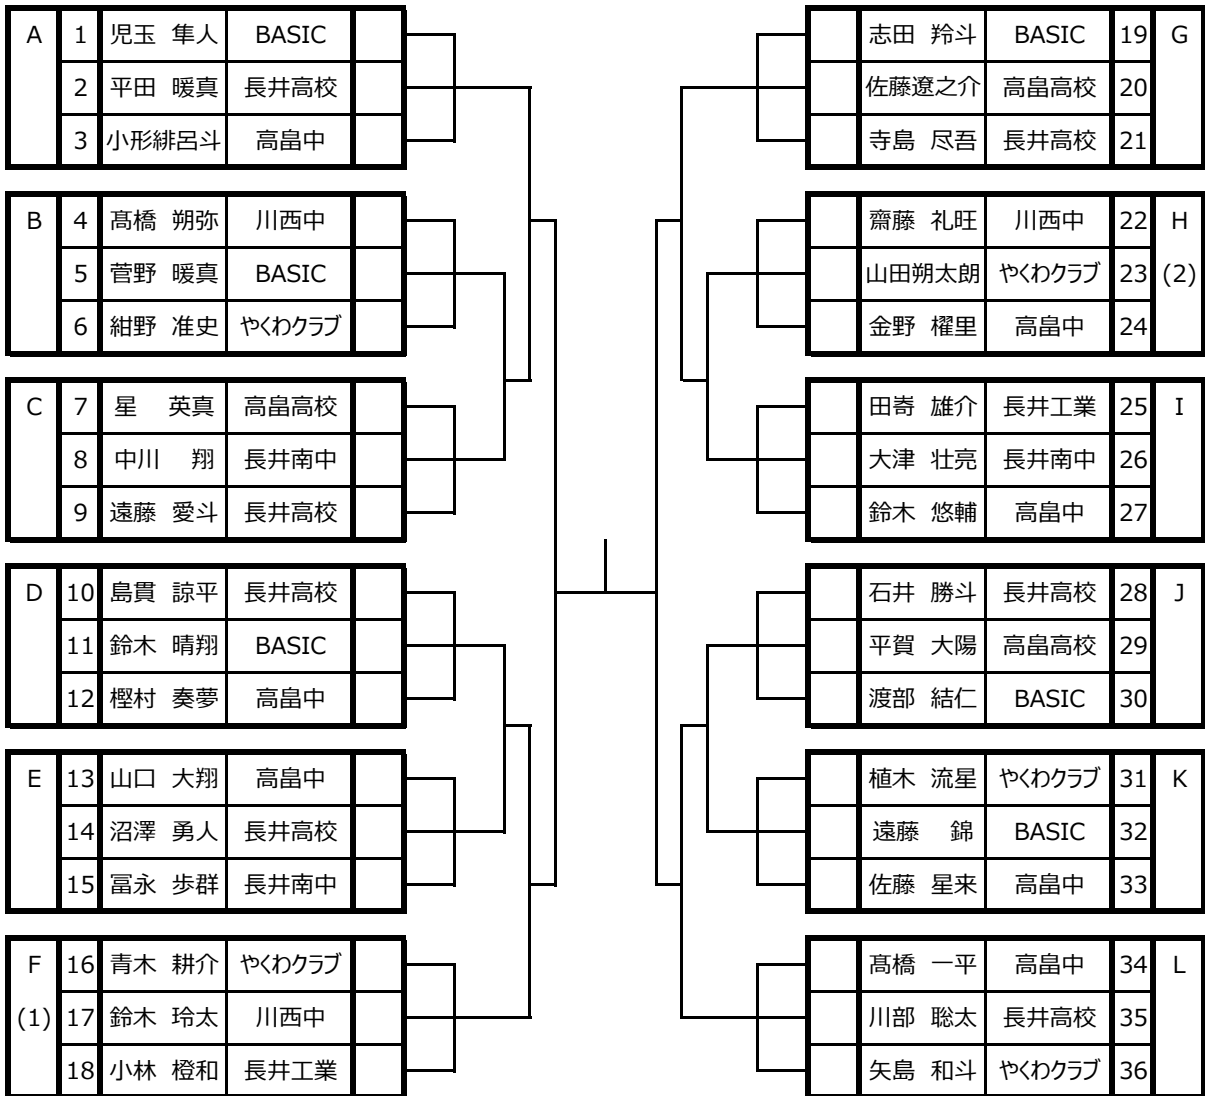 A 1 児玉 隼人 BASIC
2 平田 暖真 長井高校
3 小形緋呂斗 高畠中
B 4 髙橋 朔弥 川西中
5 菅野 暖真 BASIC
6 紺野 准史 やくわクラブ
C 7 星 英真 高畠高校
8 中川 翔 長井南中
9 遠藤 愛斗 長井高校
D 10 島貫 諒平 長井高校
11 鈴木 晴翔 BASIC
12 樫村 奏夢 高畠中
E 13 山口 大翔 高畠中
14 沼澤 勇人 長井高校
15 冨永 歩群 長井南中
F 16 青木 耕介 やくわクラブ
(1) 17 鈴木 玲太 川西中
18 小林 橙和 長井工業
志田 羚斗 BASIC 19 G
佐藤遼之介 高畠高校 20
寺島 尽吾 長井高校 21
齋藤 礼旺 川西中 22 H
山田朔太朗 やくわクラブ 23 (2)
金野 櫂里 高畠中 24
田嵜 雄介 長井工業 25 I
大津 壮亮 長井南中 26
鈴木 悠輔 高畠中 27
石井 勝斗 長井高校 28 J
平賀 大陽 高畠高校 29
渡部 結仁 BASIC 30
植木 流星 やくわクラブ 31 K
遠藤 錦 BASIC 32
佐藤 星来 高畠中 33
髙橋 一平 高畠中 34 L
川部 聡太 長井高校 35
矢島 和斗 やくわクラブ 36